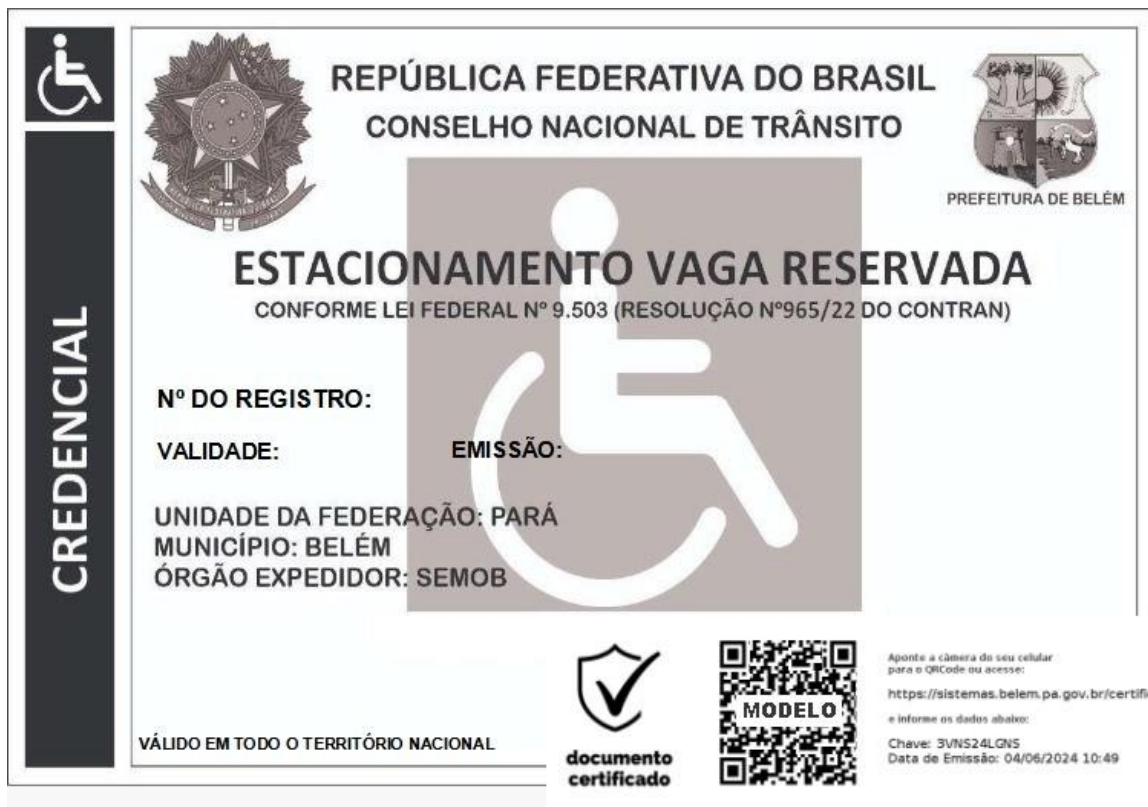 REPÚBLICA FEDERATIVA DO BRASIL
CONSELHO NACIONAL DE TRÂNSITO
PREFEITURA DE BELÉM
ESTACIONAMENTO VAGA RESERVADA
CONFORME LEI FEDERAL Nº 9.503 (RESOLUÇÃO Nº965/22 DO CONTRAN)
CREDENCIAL
Nº DO REGISTRO:
VALIDADE: EMISSÃO:
UNIDADE DA FEDERAÇÃO: PARÁ
MUNICÍPIO: BELÉM
ÓRGÃO EXPEDIDOR: SEMOB
VÁLIDO EM TODO O TERRITÓRIO NACIONAL
documento
certificado
MODELO
Aponte a câmera do seu celular
para o QRCode ou acesse:
https://sistemas.belem.pa.gov.br/certifi
e informe os dados abaixo:
Chave: 3VNS24LGNS
Data de Emissão: 04/06/2024 10:49